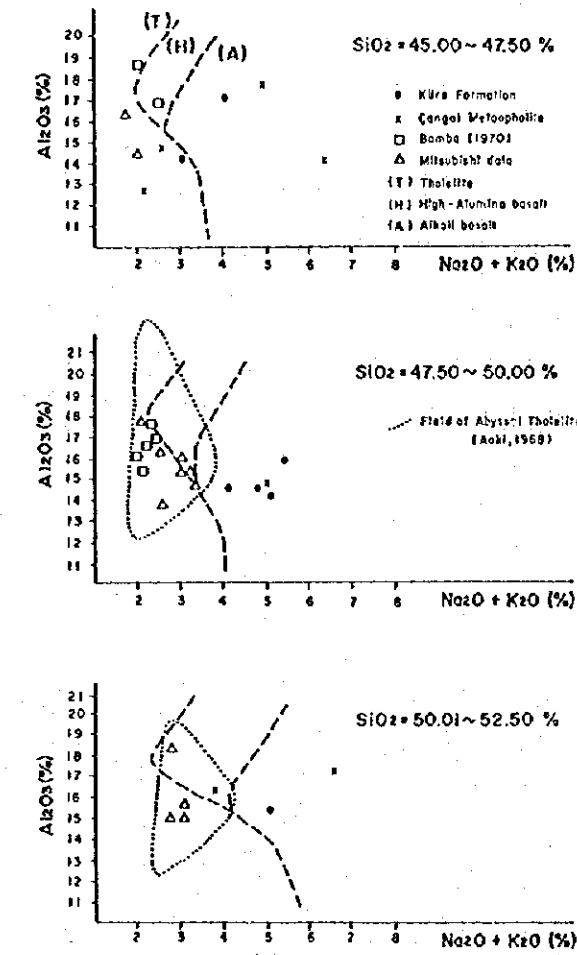 (T)
(H)
(A)
SiO2 = 45.00 ~ 47.50 %
Al2O3 (%)
20
19
18
17
16
15
14
13
12
11
Küre Formation
Çangal Metaophiolite
Bamba (1970)
Mitsubishi data
(T) Tholeiite
(H) High-Alumina basalt
(A) Alkali basalt
2 3 4 5 6 7 8
Na2O + K2O (%)
SiO2 = 47.50 ~ 50.00 %
Al2O3 (%)
21
20
19
18
17
16
15
14
13
12
11
Field of Abyssal Tholeiite
(Aoki, 1968)
2 3 4 5 6 7 8
Na2O + K2O (%)
SiO2 = 50.01 ~ 52.50 %
Al2O3 (%)
21
20
19
18
17
16
15
14
13
12
11
2 3 4 5 6 7 8
Na2O + K2O (%)